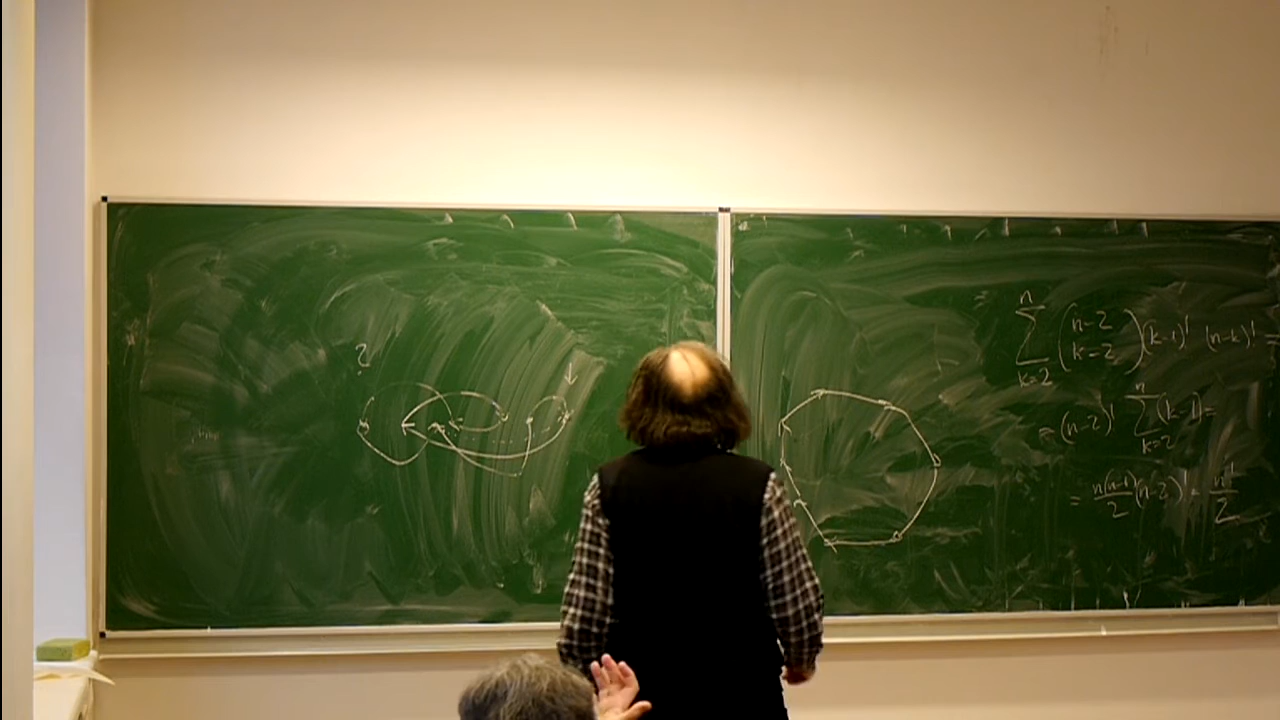 ?
= \sum_{k=2}^{n} \binom{n-2}{k-2} (k-1)! (n-k)! =
= (n-2)! \sum_{k=2}^{n} (k-1) =
= \frac{n(n-1)}{2} (n-2)! = \frac{n!}{2}